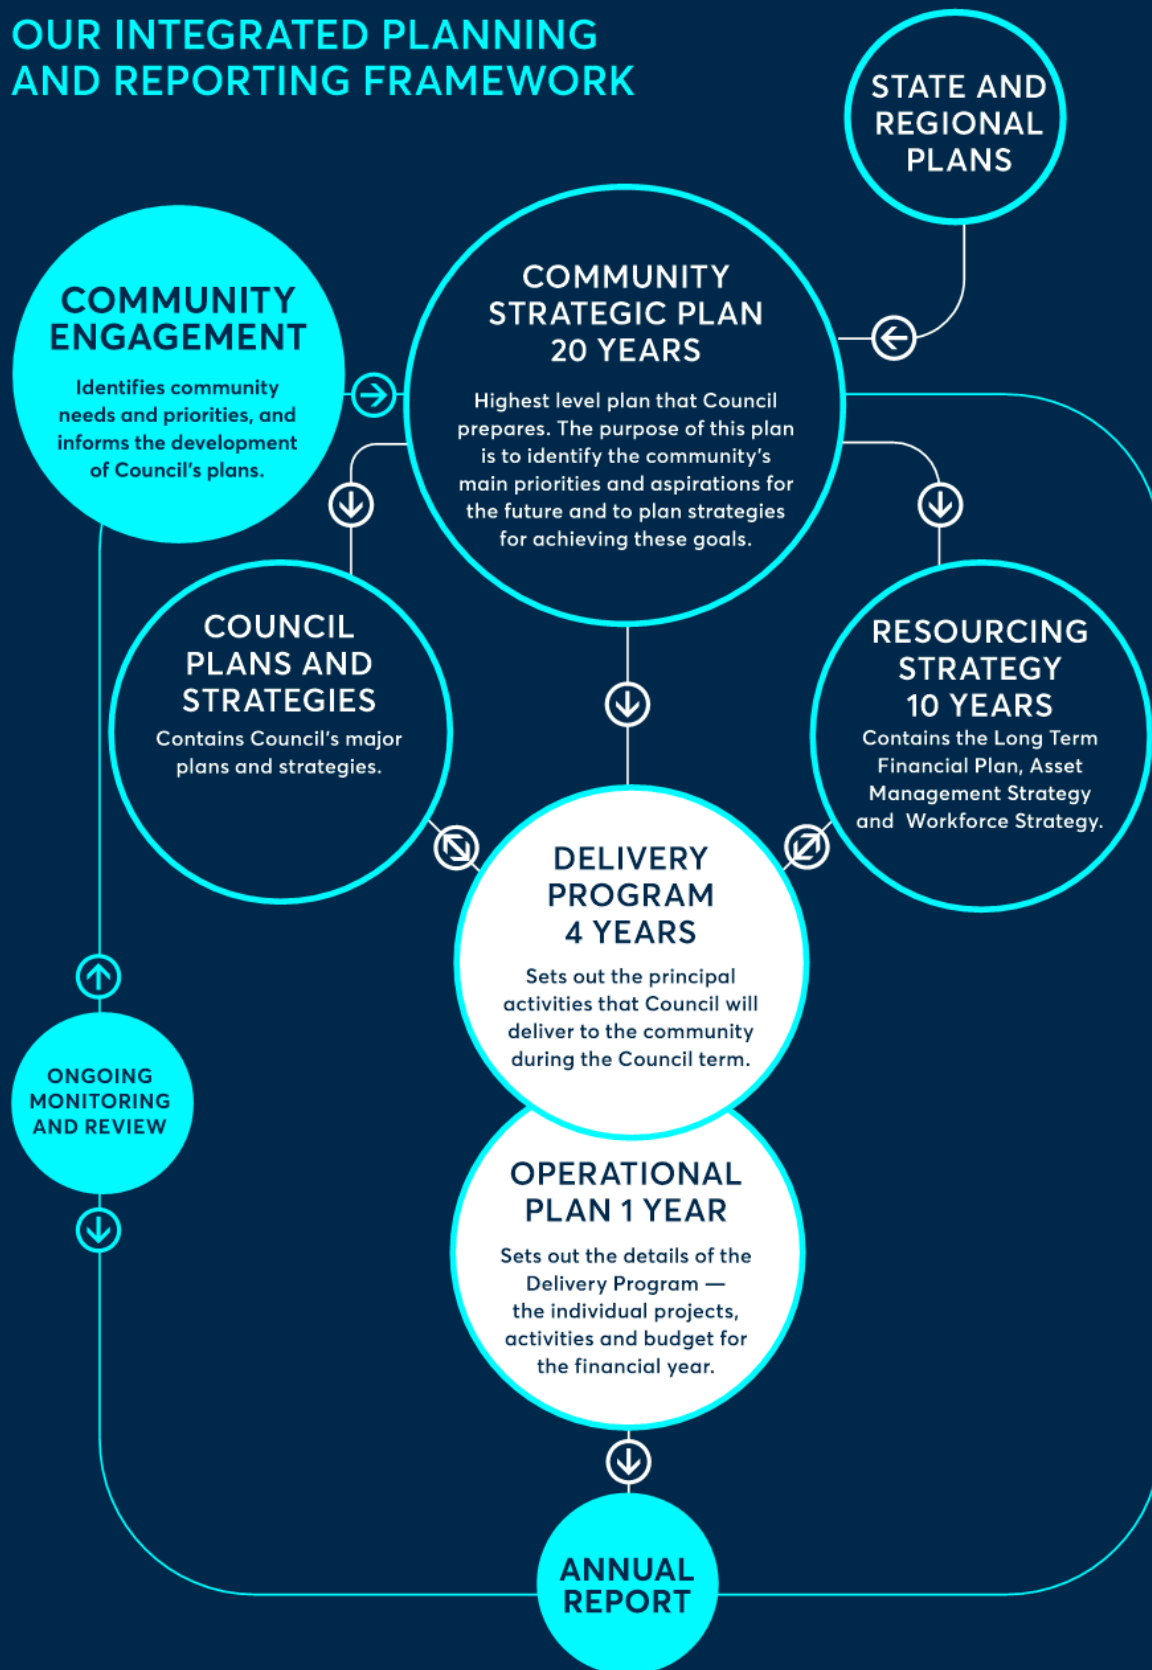 OUR INTEGRATED PLANNING
AND REPORTING FRAMEWORK
STATE AND
REGIONAL
PLANS
COMMUNITY
ENGAGEMENT
Identifies community
needs and priorities, and
informs the development
of Council's plans.
COMMUNITY
STRATEGIC PLAN
20 YEARS
Highest level plan that Council
prepares. The purpose of this plan
is to identify the community's
main priorities and aspirations for
the future and to plan strategies
for achieving these goals.
COUNCIL
PLANS AND
STRATEGIES
Contains Council's major
plans and strategies.
RESOURCING
STRATEGY
10 YEARS
Contains the Long Term
Financial Plan, Asset
Management Strategy
and Workforce Strategy.
DELIVERY
PROGRAM
4 YEARS
Sets out the principal
activities that Council will
deliver to the community
during the Council term.
ONGOING
MONITORING
AND REVIEW
OPERATIONAL
PLAN 1 YEAR
Sets out the details of the
Delivery Program —
the individual projects,
activities and budget for
the financial year.
ANNUAL
REPORT